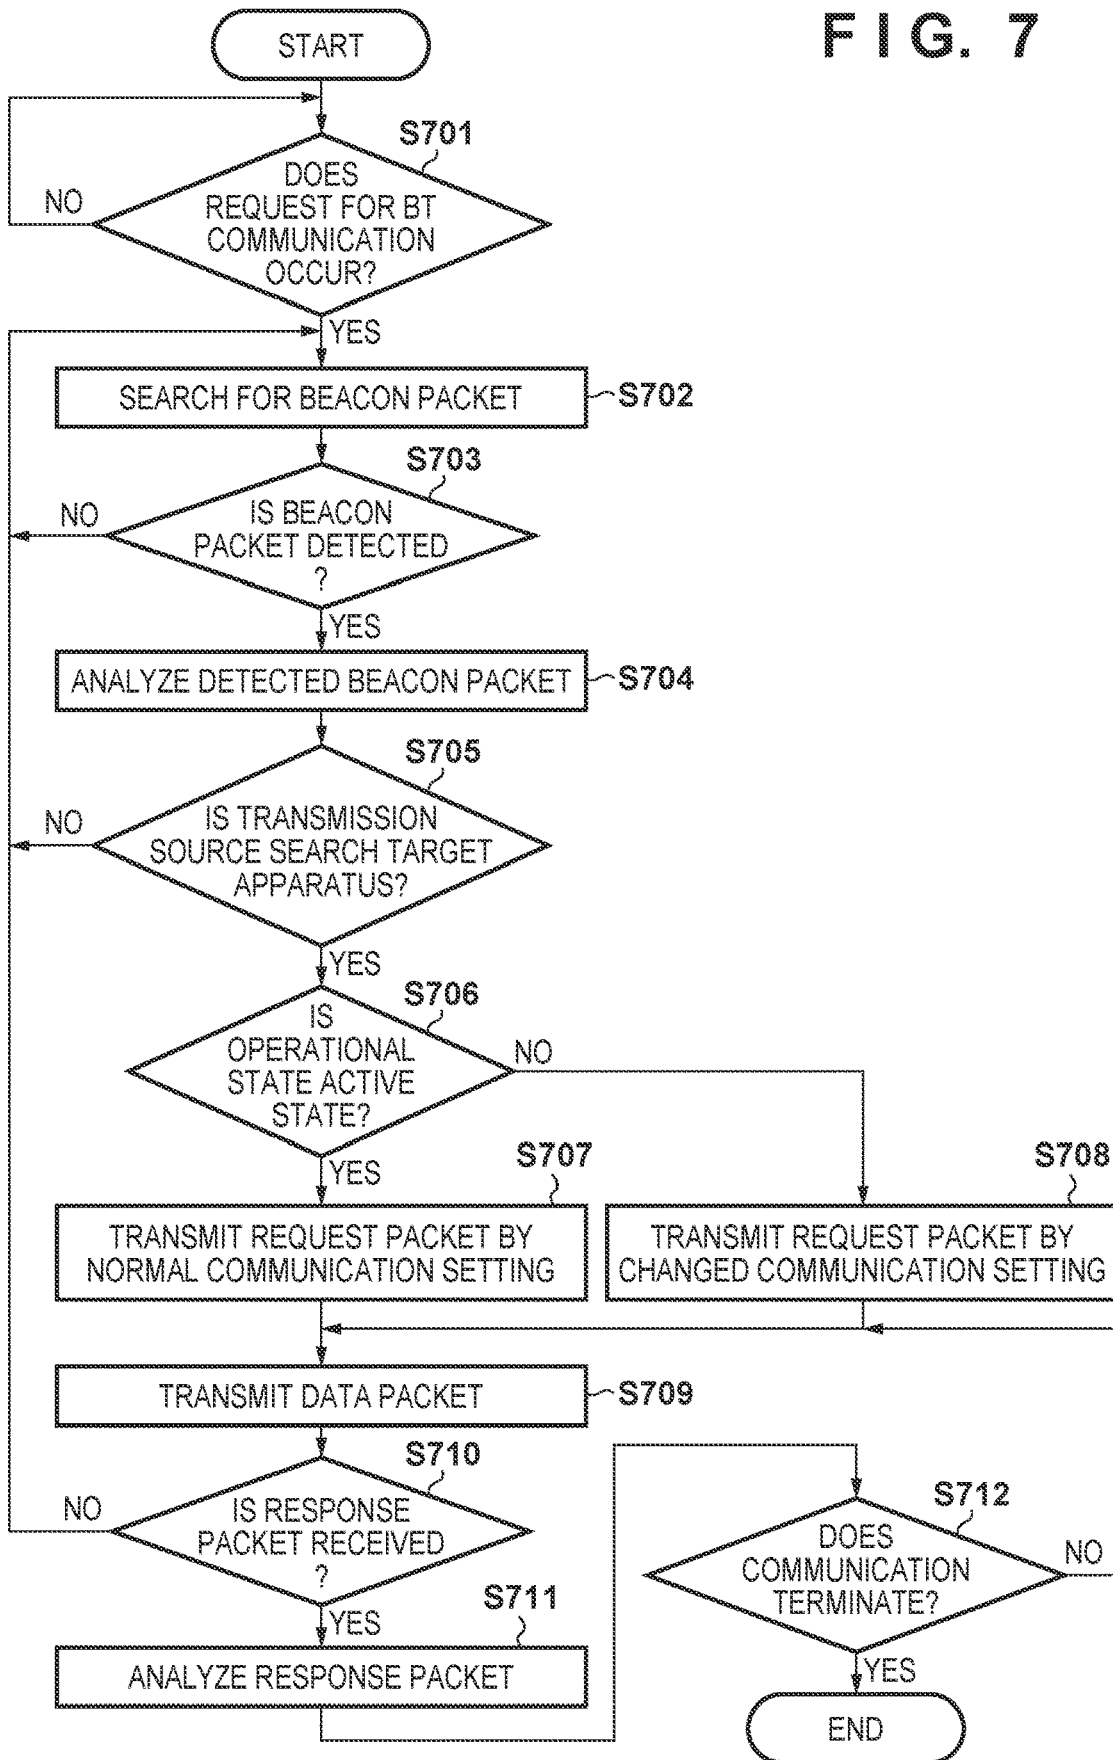 FIG. 7
START
S701
DOES
REQUEST FOR BT
COMMUNICATION
OCCUR?
NO
YES
SEARCH FOR BEACON PACKET
S702
S703
IS BEACON
PACKET DETECTED
?
NO
YES
ANALYZE DETECTED BEACON PACKET
S704
S705
IS TRANSMISSION
SOURCE SEARCH TARGET
APPARATUS?
NO
YES
S706
IS
OPERATIONAL
STATE ACTIVE
STATE?
NO
YES
S707
TRANSMIT REQUEST PACKET BY
NORMAL COMMUNICATION SETTING
S708
TRANSMIT REQUEST PACKET BY
CHANGED COMMUNICATION SETTING
TRANSMIT DATA PACKET
S709
S710
IS RESPONSE
PACKET RECEIVED
?
NO
YES
S711
ANALYZE RESPONSE PACKET
S712
DOES
COMMUNICATION
TERMINATE?
NO
YES
END